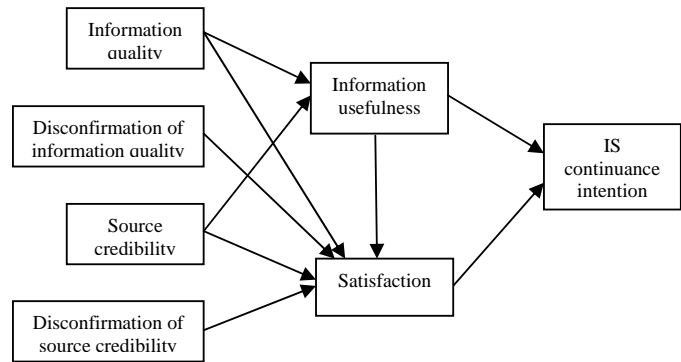 Information
quality
Disconfirmation of
information quality
Source
credibility
Disconfirmation of
source credibility
Information
usefulness
Satisfaction
IS
continuance
intention